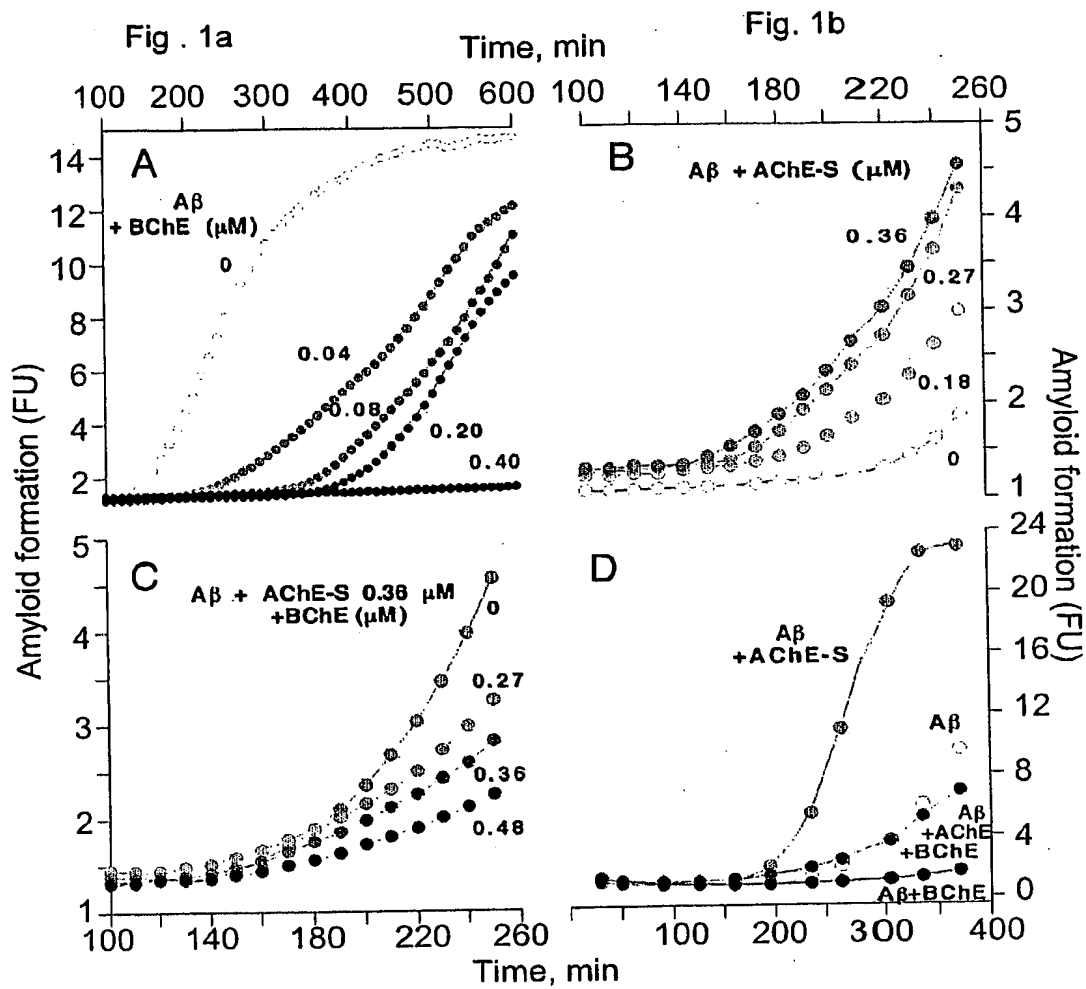 Fig . 1a
Fig. 1b
Time, min
100 200 300 400 500 600
100 140 180 220 260
A
Aβ
+ BChE (μM)
0
0.04
0.08
0.20
0.40
14
12
10
8
6
4
2
B
Aβ + AChE-S (μM)
0.36
0.27
0.18
0
5
4
3
2
1
Amyloid formation (FU)
Amyloid formation (FU)
C
Aβ + AChE-S 0.36 μM
+BChE (μM)
0
0.27
0.36
0.48
5
4
3
2
1
100 140 180 220 260
D
Aβ
+AChE-S
Aβ
Aβ
+AChE
+BChE
Aβ+BChE
24
20
16
12
8
4
0
100 200 300 400
Time, min